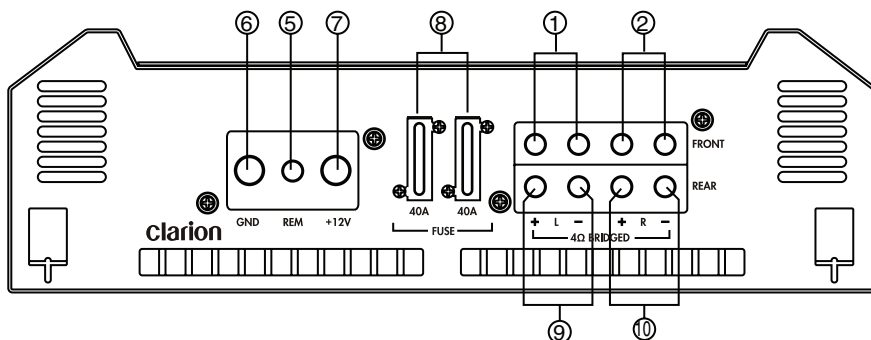 ⑥ ⑤ ⑦ ⑧ ① ②
FRONT
REAR
40A 40A
clarion GND REM +12V
FUSE
+ L − + R −
4Ω BRIDGED
⑨ ⑩